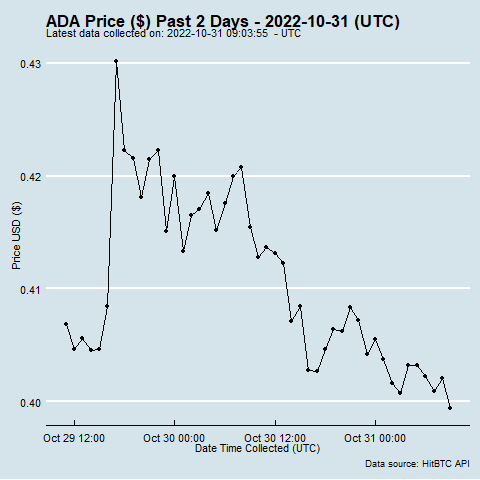 ADA Price ($) Past 2 Days - 2022-10-31 (UTC)
Latest data collected on: 2022-10-31 09:03:55 - UTC
0.43
0.42
0.41
0.40
Price USD ($)
Oct 29 12:00
Oct 30 00:00
Oct 30 12:00
Oct 31 00:00
Date Time Collected (UTC)
Data source: HitBTC API